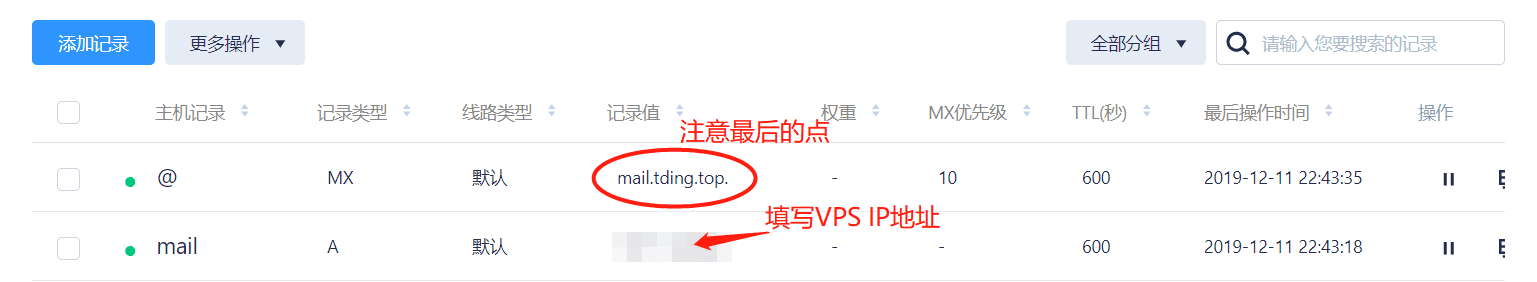 添加记录 更多操作 全部分组 请输入您要搜索的记录
主机记录 记录类型 线路类型 记录值 权重 MX优先级 TTL(秒) 最后操作时间 操作
注意最后的点
@ MX 默认 mail.tding.top. - 10 600 2019-12-11 22:43:35
填写VPS IP地址
mail A 默认 - - 600 2019-12-11 22:43:18